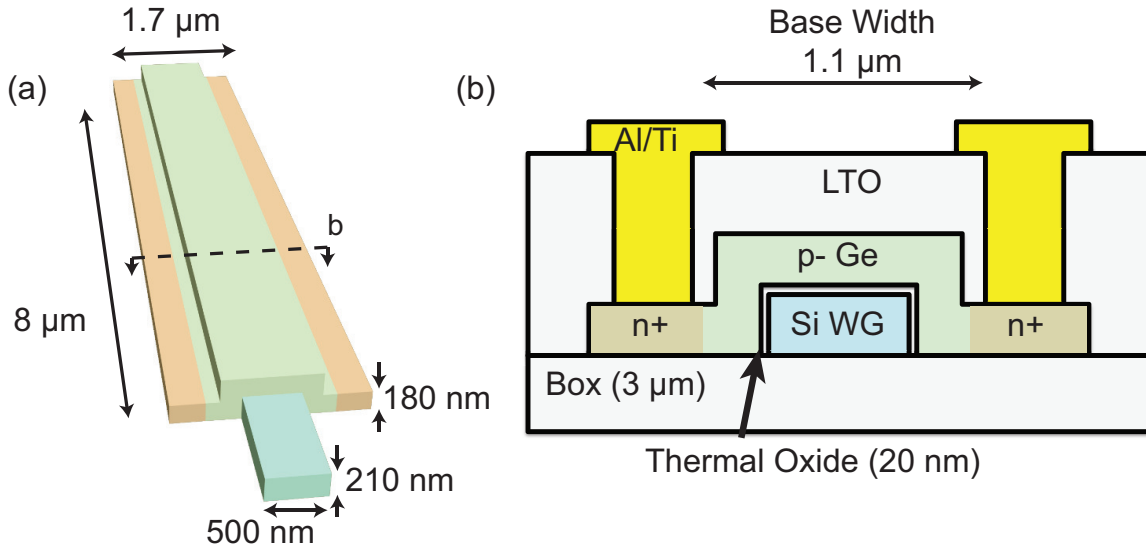 (a)
1.7 µm
8 µm
b
180 nm
210 nm
500 nm
(b)
Base Width
1.1 µm
Al/Ti
LTO
p- Ge
n+
Si WG
n+
Box (3 µm)
Thermal Oxide (20 nm)